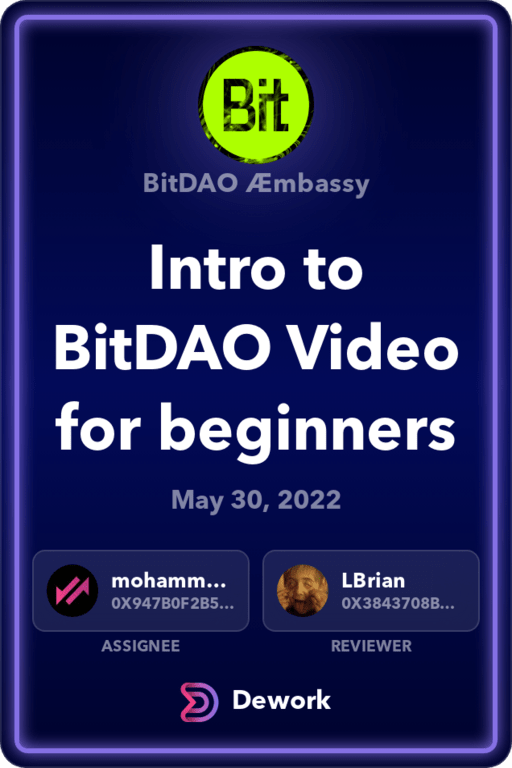 Bit
BitDAO Æmbassy
Intro to
BitDAO Video
for beginners
May 30, 2022
mohamm...
0X947B0F2B5...
ASSIGNEE
LBrian
0X3843708B...
REVIEWER
Dework